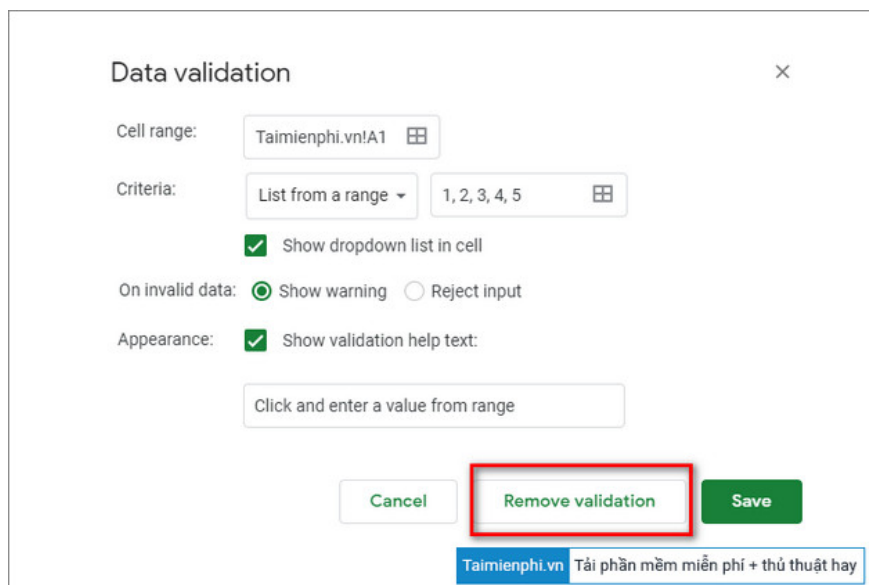 Data validation
Cell range: Taimienphi.vn!A1
Criteria: List from a range 1, 2, 3, 4, 5
Show dropdown list in cell
On invalid data: Show warning Reject input
Appearance: Show validation help text:
Click and enter a value from range
Cancel Remove validation Save
Taimienphi.vn Tải phần mềm miễn phí + thủ thuật hay